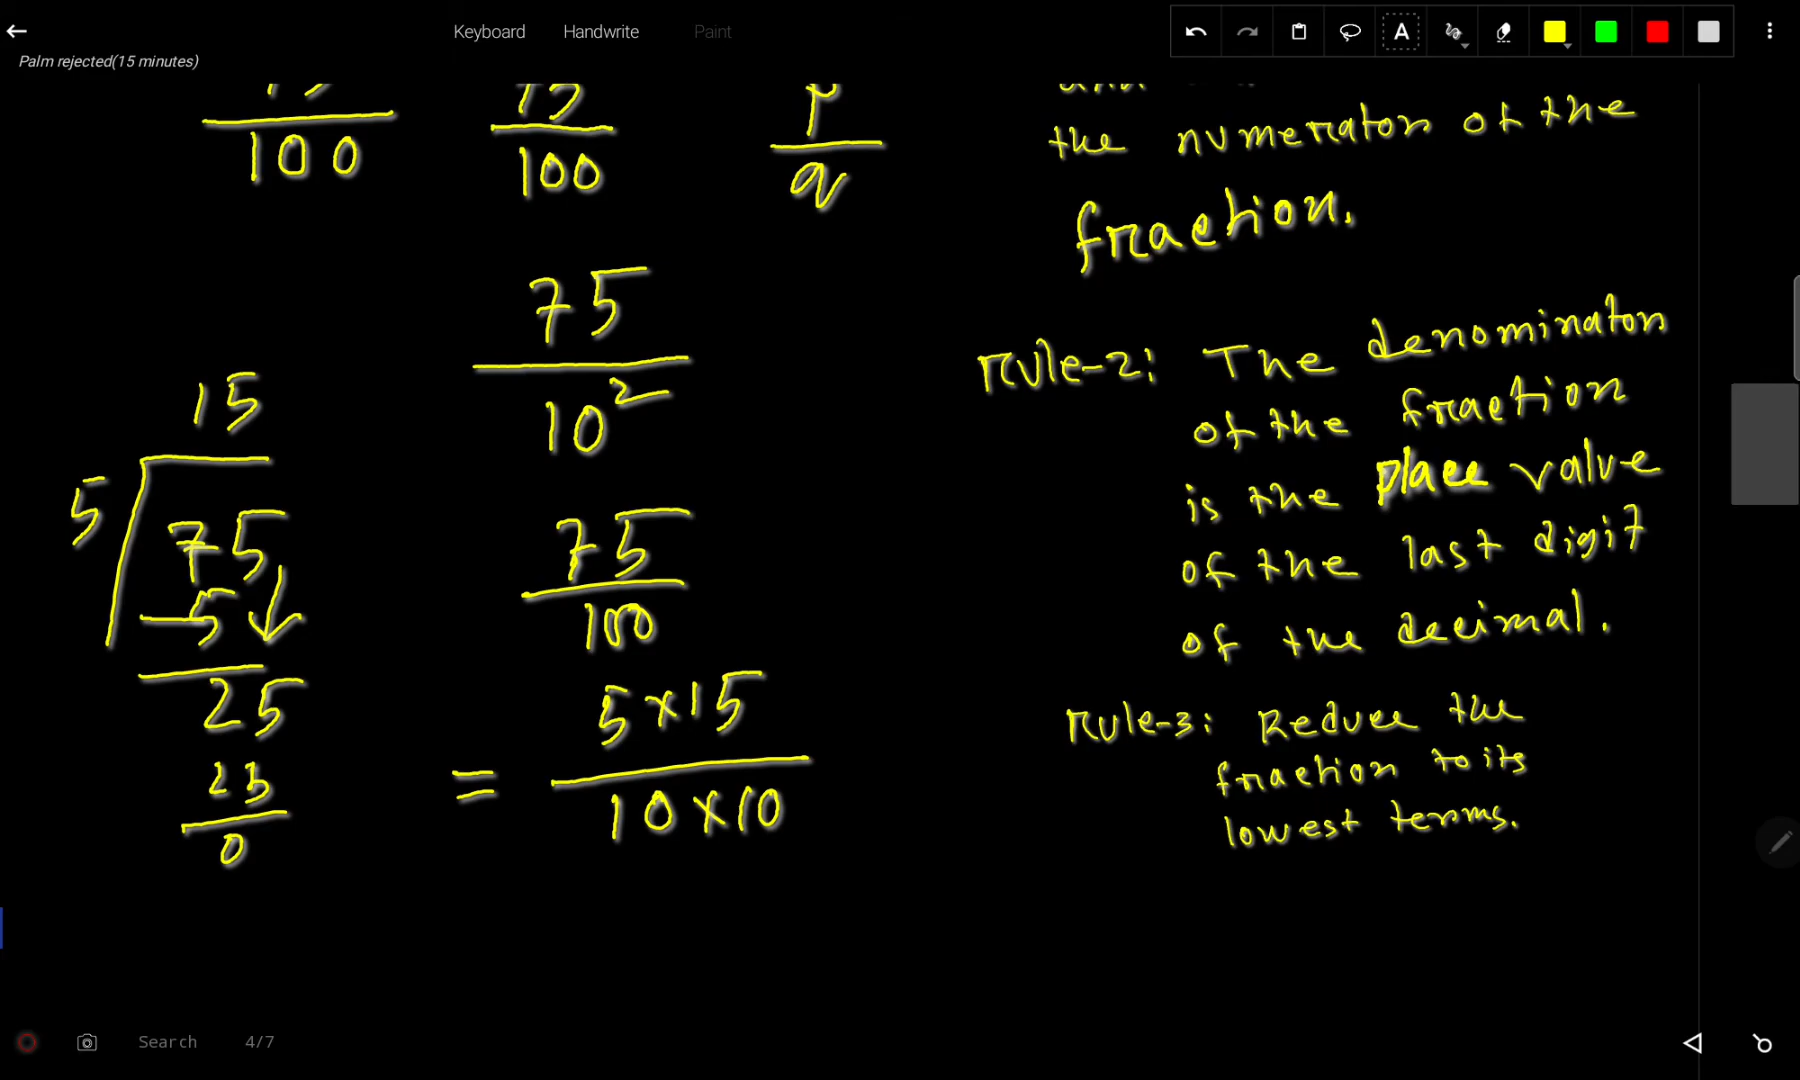 Keyboard Handwrite Paint
Palm rejected(15 minutes)
100 100
p
q
75
10²
15
5
75
-5
25
25
0
75
100
= 5×15
10×10
the numerator of the
fraction.
Rule-2: The denominator
of the fraction
is the place value
of the last digit
of the decimal.
Rule-3: Reduce the
fraction to its
lowest terms.
A
Search 4/7